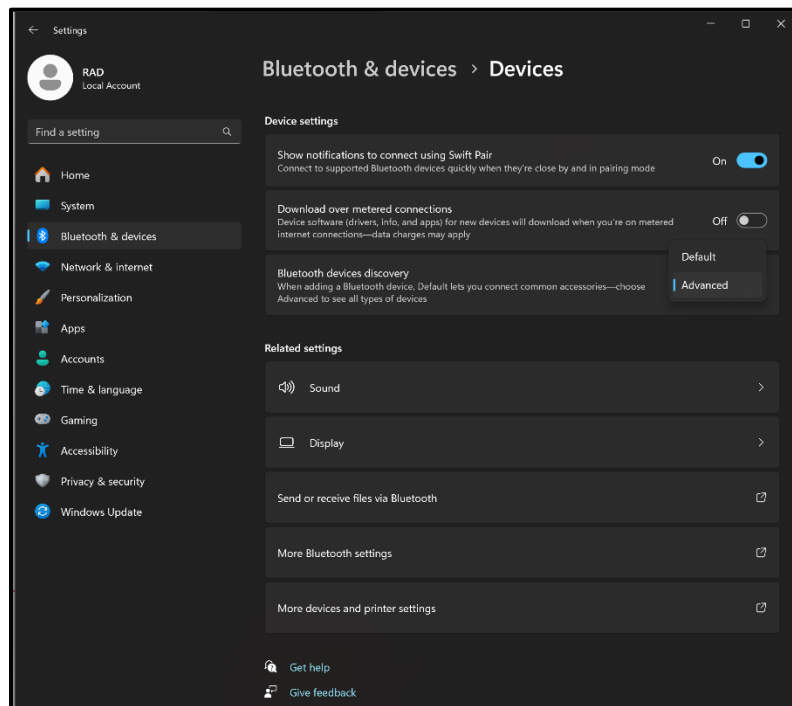 Settings
RAD
Local Account
Find a setting
Home
System
Bluetooth & devices
Network & internet
Personalization
Apps
Accounts
Time & language
Gaming
Accessibility
Privacy & security
Windows Update
Bluetooth & devices > Devices
Device settings
Show notifications to connect using Swift Pair
Connect to supported Bluetooth devices quickly when they're close by and in pairing mode
On
Download over metered connections
Device software (drivers, info, and apps) for new devices will download when you're on metered
internet connections—data charges may apply
Off
Bluetooth devices discovery
When adding a Bluetooth device, Default lets you connect common accessories—choose
Advanced to see all types of devices
Default
Advanced
Related settings
Sound
Display
Send or receive files via Bluetooth
More Bluetooth settings
More devices and printer settings
Get help
Give feedback